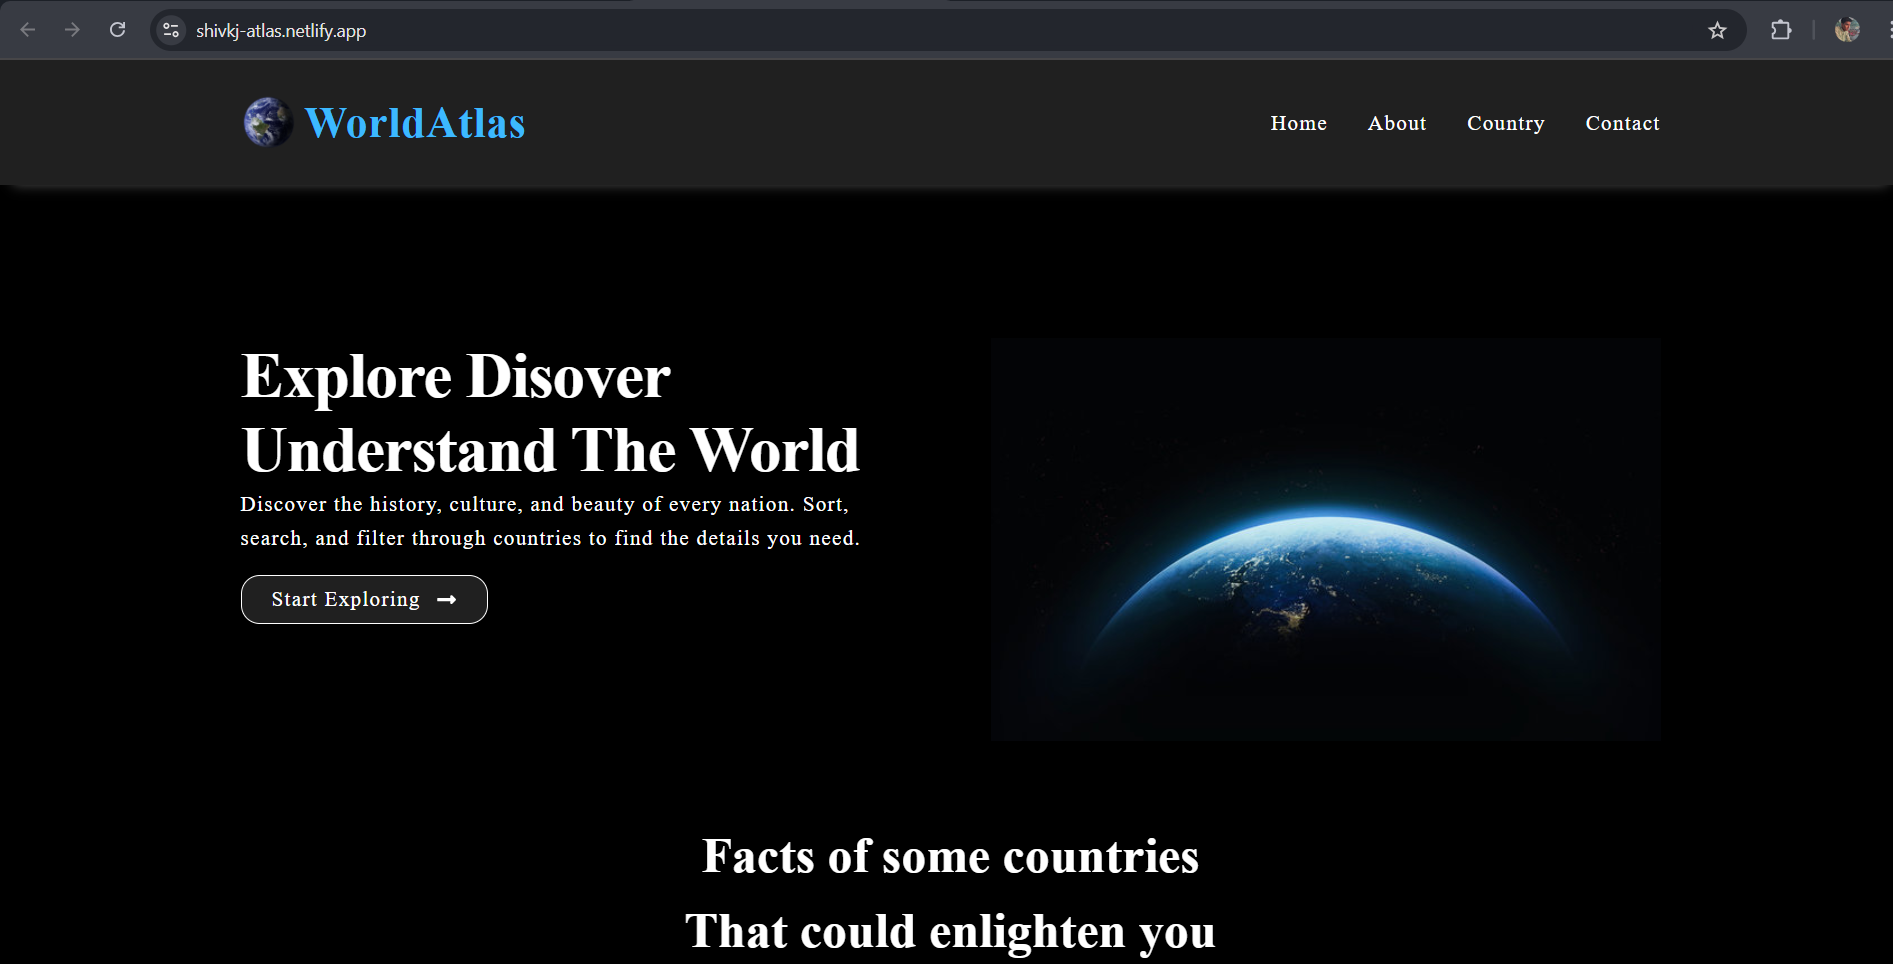 shivkj-atlas.netlify.app
WorldAtlas
Home About Country Contact
Explore Disover
Understand The World
Discover the history, culture, and beauty of every nation. Sort,
search, and filter through countries to find the details you need.
Start Exploring
Facts of some countries
That could enlighten you